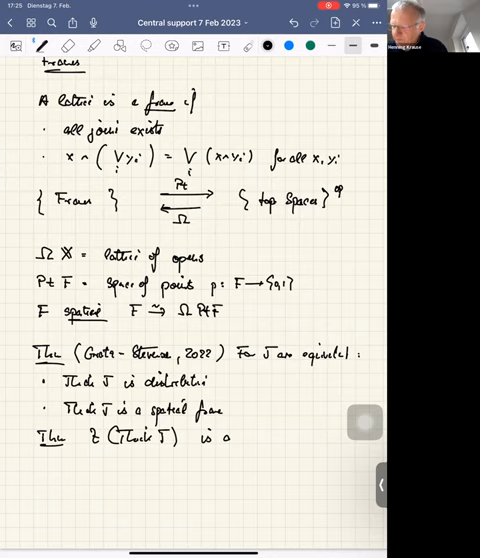 17:25 Dienstag 7. Feb.
95 %
Central support 7 Feb 2023
Henning Krause
Frames
A lattice is a frame if
· all joins exists
· x ∧ (⋁ᵢ yᵢ) = ⋁ᵢ (x∧yᵢ) for all x, yᵢ
Pt
{ Frames } ⇄ { top Spaces }ᵒᵖ
Ω
Ω X = lattice of opens
Pt F = space of points p: F → {0,1}
F spatial F ⥲ Ω Pt F
Thm (Gratz - Stevenson, 2022) For T are equivalent:
· Thick T is distributive
· Thick T is a spatial frame
Thm Z (Thick T) is a